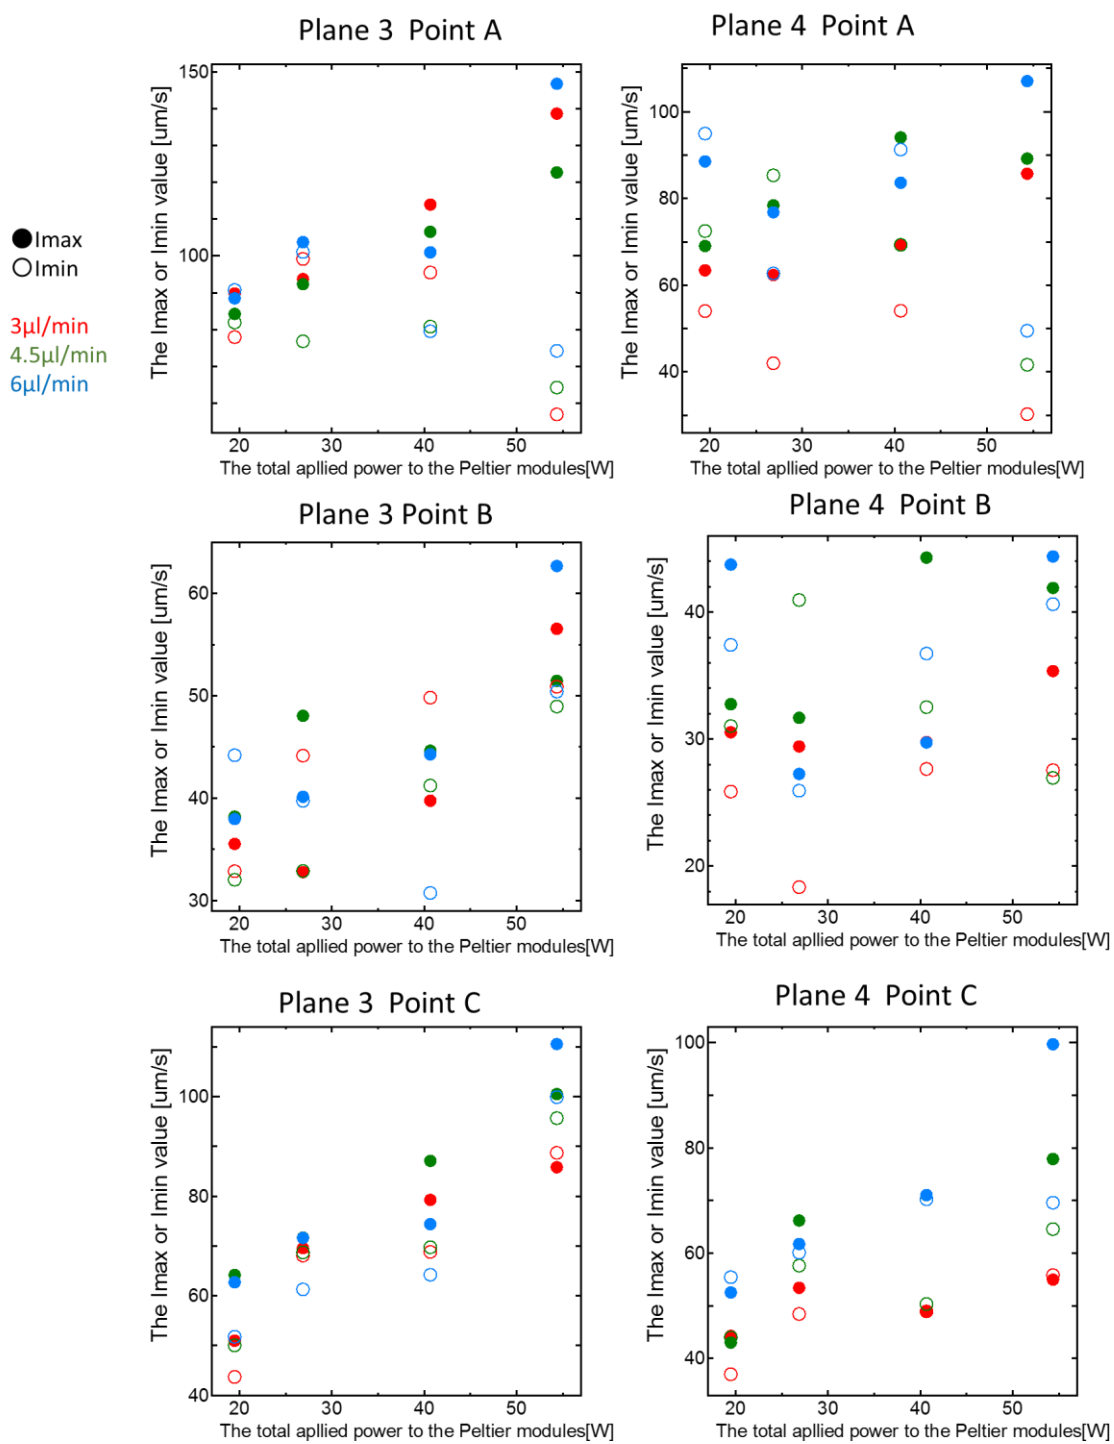 Plane 3 Point A
Plane 4 Point A
The Imax or Imin value [um/s]
150
100
20 30 40 50
The total apllied power to the Peltier modules[W]
The Imax or Imin value [um/s]
100
80
60
40
20 30 40 50
The total apllied power to the Peltier modules[W]
Imax
Imin
3µl/min
4.5µl/min
6µl/min
Plane 3 Point B
Plane 4 Point B
The Imax or Imin value [um/s]
60
50
40
30
20 30 40 50
The total apllied power to the Peltier modules[W]
The Imax or Imin value [um/s]
40
30
20
20 30 40 50
The total apllied power to the Peltier modules[W]
Plane 3 Point C
Plane 4 Point C
The Imax or Imin value [um/s]
100
80
60
40
20 30 40 50
The total apllied power to the Peltier modules[W]
The Imax or Imin value [um/s]
100
80
60
40
20 30 40 50
The total apllied power to the Peltier modules[W]